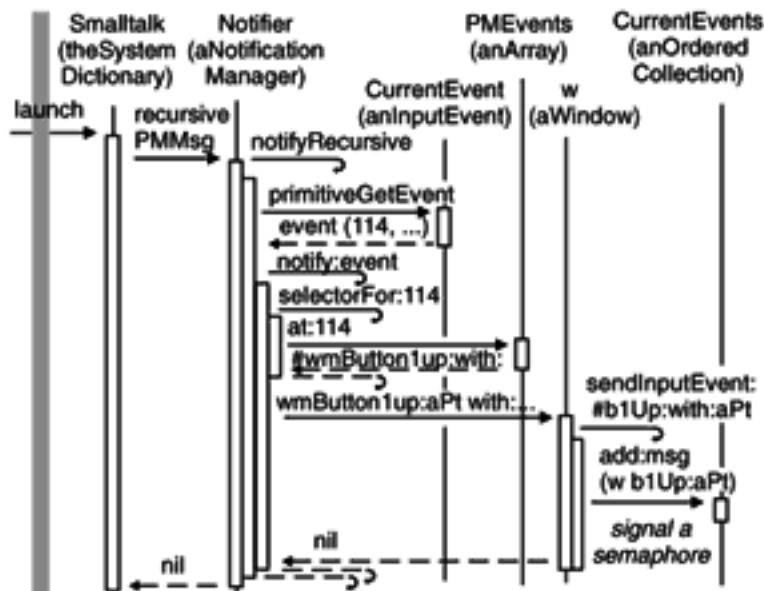 Smalltalk
(theSystem
Dictionary)
Notifier
(aNotification
Manager)
PMEvents
(anArray)
CurrentEvents
(anOrdered
Collection)
CurrentEvent
(anInputEvent)
w
(aWindow)
launch
recursive
PMMsg
notifyRecursive
primitiveGetEvent
event (114, ...)
notify:event
selectorFor:114
at:114
#wmButton1up:with:
wmButton1up:aPt with:...
sendInputEvent:
#b1Up:with:aPt
add:msg
(w b1Up:aPt)
signal a
semaphore
nil
nil